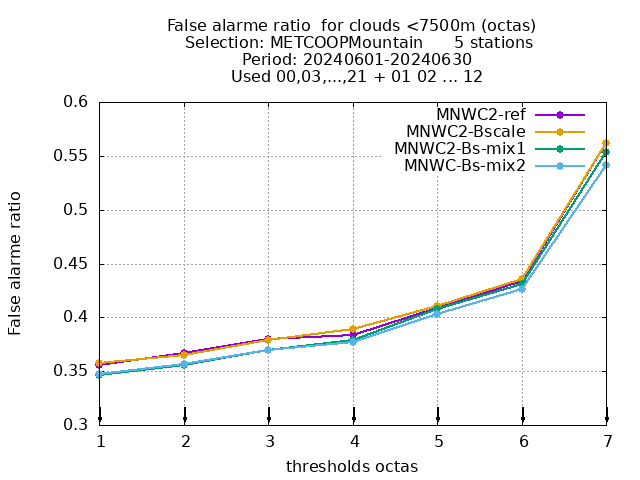 False alarme ratio  for clouds <7500m (octas)
Selection: METCOOPMountain      5 stations
Period: 20240601-20240630
Used 00,03,...,21 + 01 02 ... 12
MNWC2-ref
MNWC2-Bscale
MNWC2-Bs-mix1
MNWC-Bs-mix2
False alarme ratio
0.6
0.55
0.5
0.45
0.4
0.35
0.3
1 2 3 4 5 6 7
thresholds octas